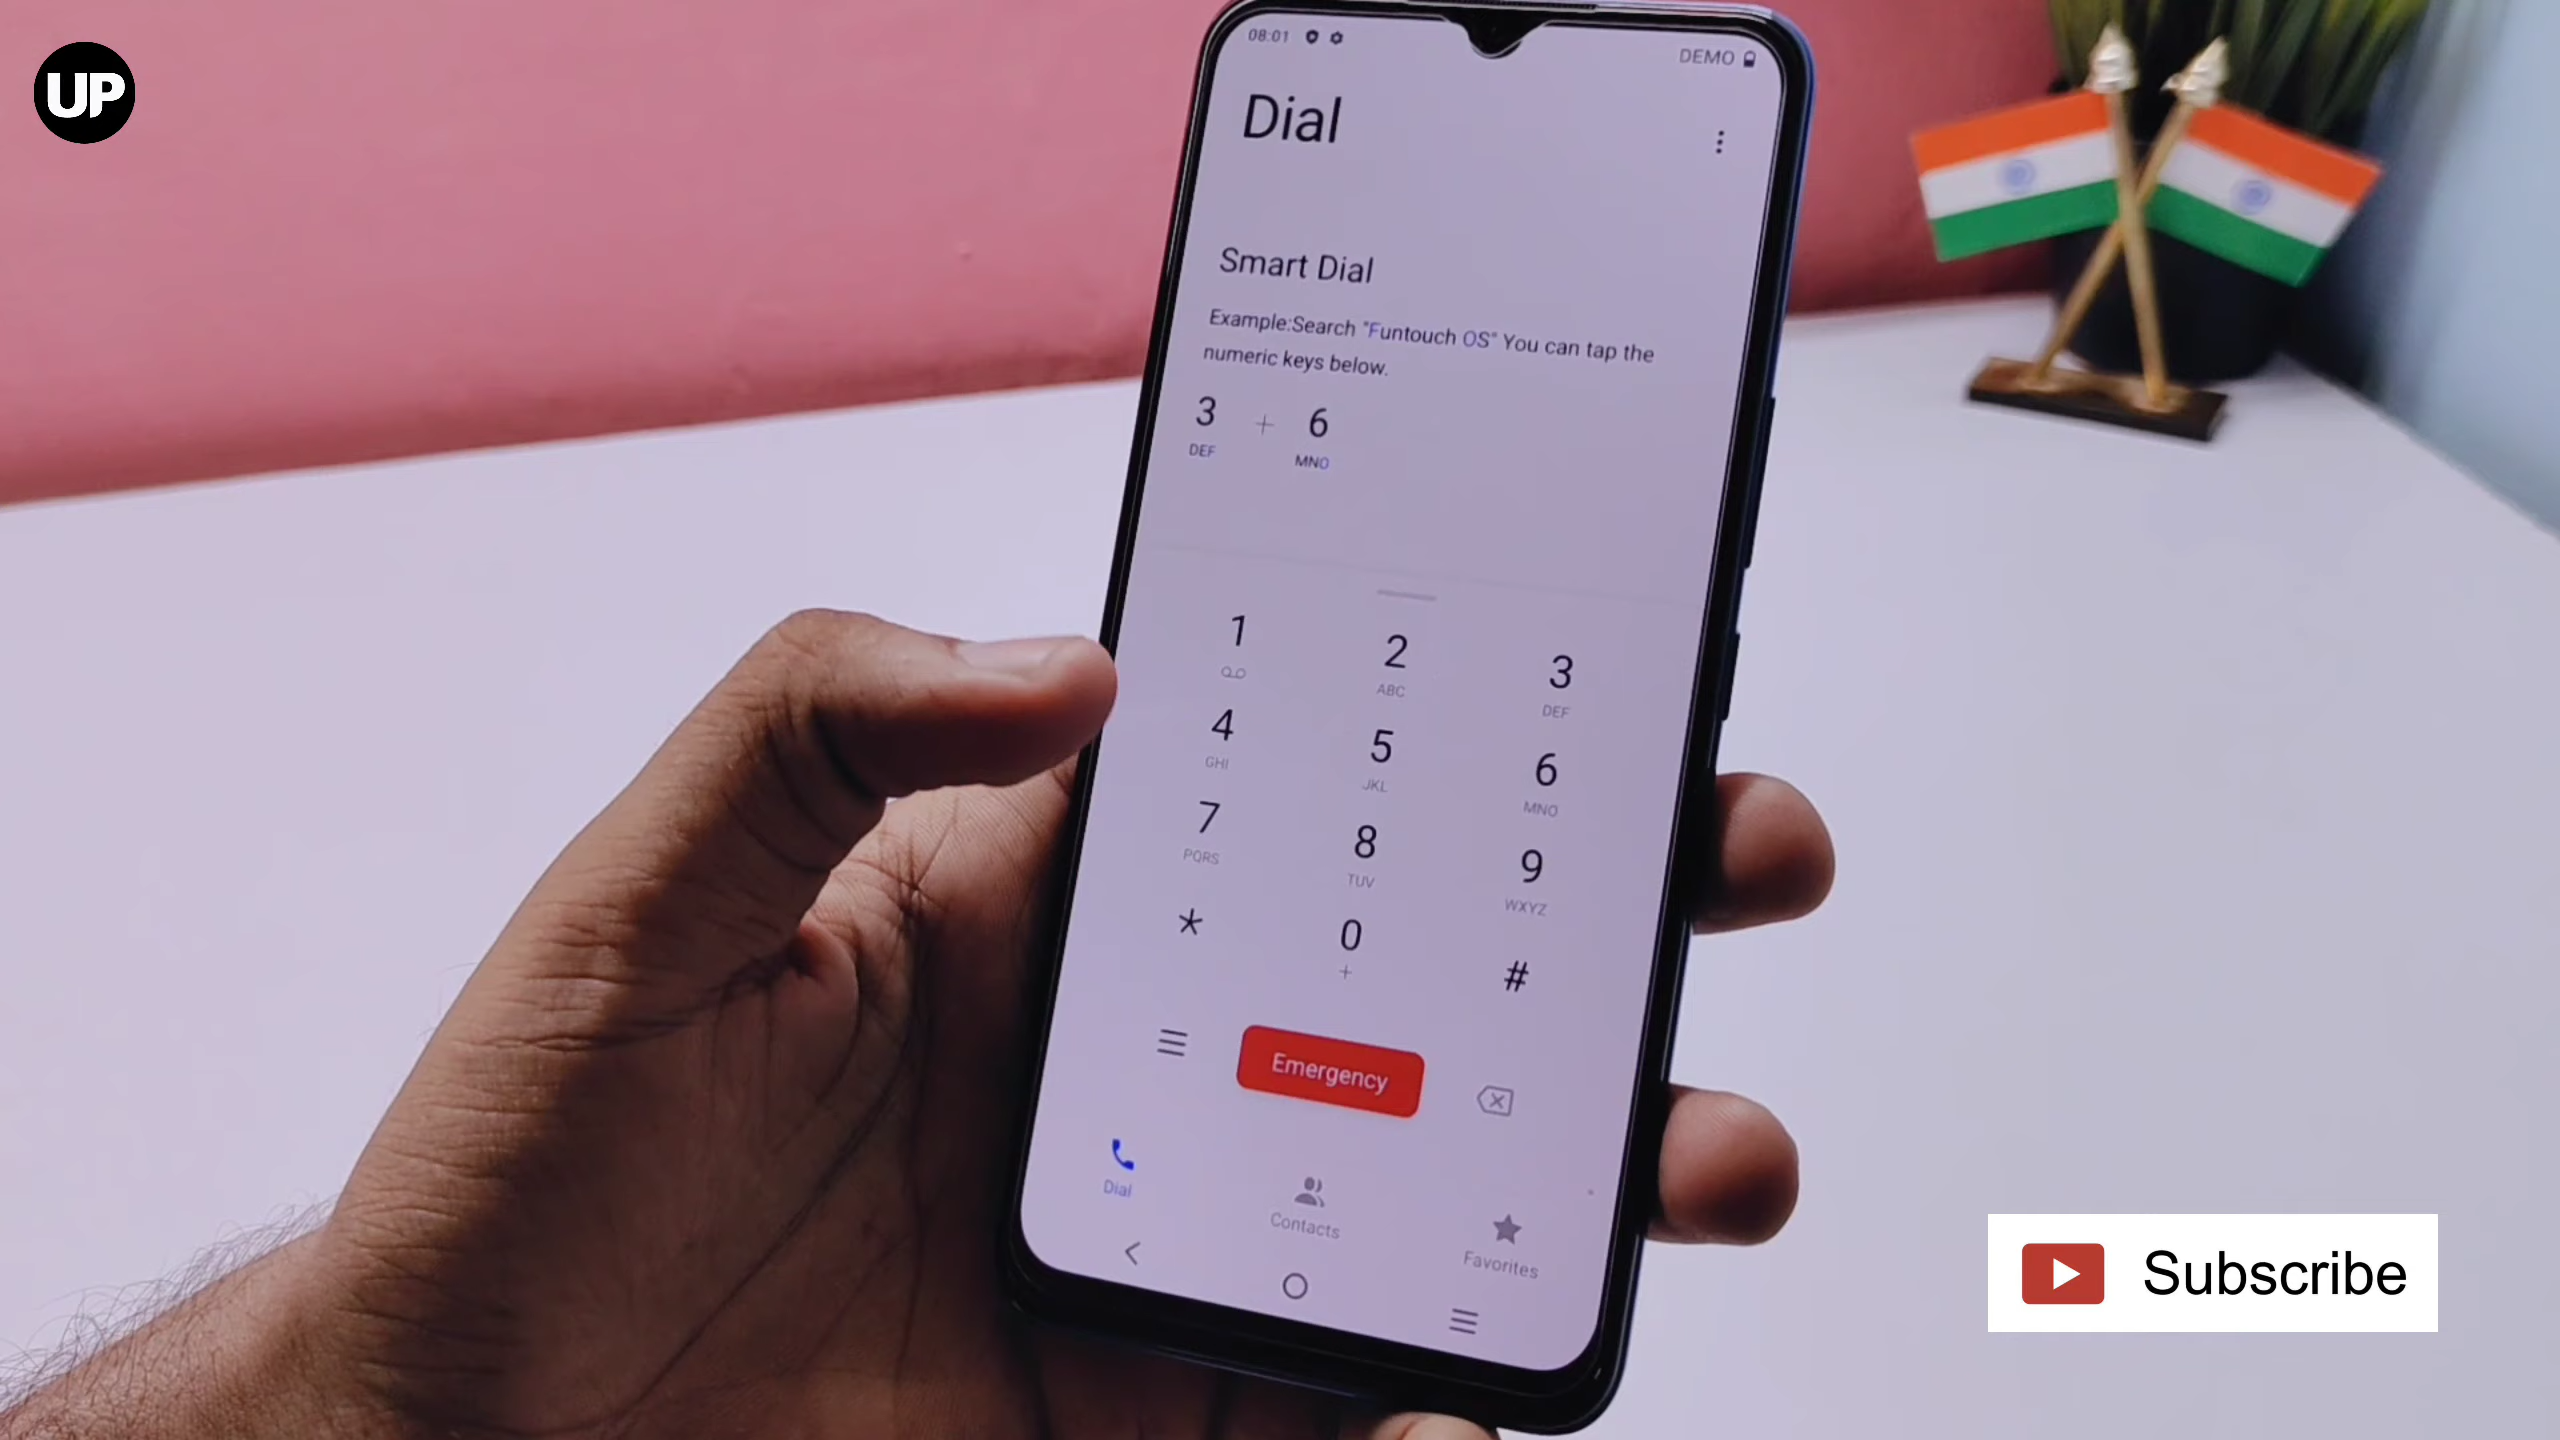 UP
08:01
DEMO
Dial
Smart Dial
Example:Search "Funtouch OS" You can tap the
numeric keys below.
3 + 6
DEF MNO
1 2 3
ABC DEF
4 5 6
GHI JKL MNO
7 8 9
PQRS TUV WXYZ
* 0 #
+
Emergency
Dial Contacts Favorites
Subscribe